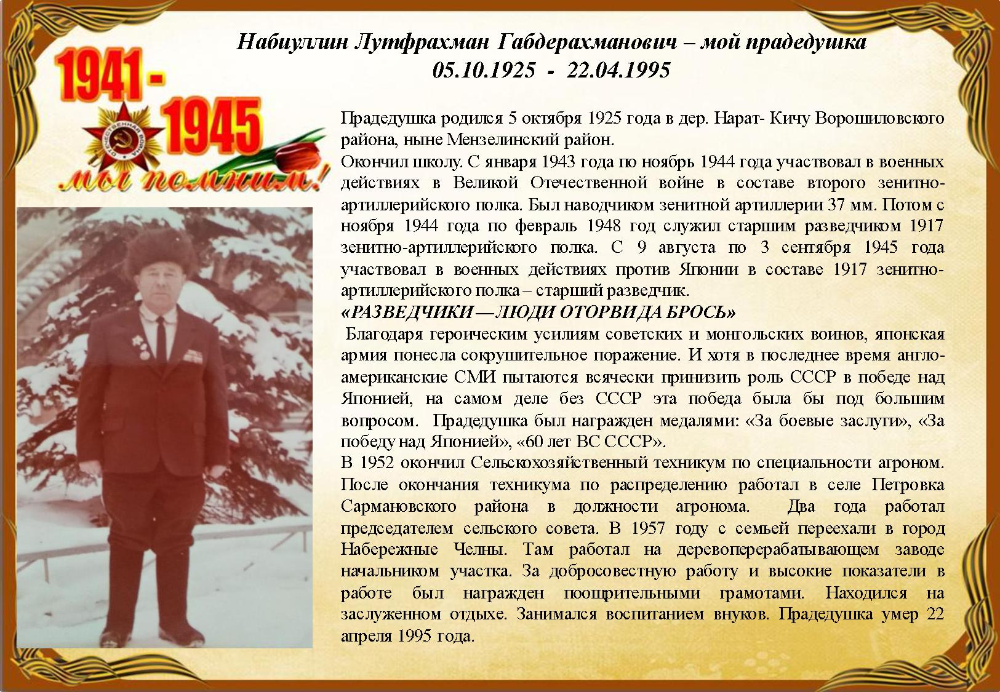 Набиуллин Лутфрахман Габдерахманович – мой прадедушка
05.10.1925 - 22.04.1995
1941 -
1945
ОТЕЧЕСТВЕННАЯ ВОЙНА
мы помним!
Прадедушка родился 5 октября 1925 года в дер. Нарат- Кичу Ворошиловского
района, ныне Мензелинский район.
Окончил школу. С января 1943 года по ноябрь 1944 года участвовал в военных
действиях в Великой Отечественной войне в составе второго зенитно-
артиллерийского полка. Был наводчиком зенитной артиллерии 37 мм. Потом с
ноября 1944 года по февраль 1948 год служил старшим разведчиком 1917
зенитно-артиллерийского полка. С 9 августа по 3 сентября 1945 года
участвовал в военных действиях против Японии в составе 1917 зенитно-
артиллерийского полка – старший разведчик.
«РАЗВЕДЧИКИ — ЛЮДИ ОТОРВИ ДА БРОСЬ»
Благодаря героическим усилиям советских и монгольских воинов, японская
армия понесла сокрушительное поражение. И хотя в последнее время англо-
американские СМИ пытаются всячески принизить роль СССР в победе над
Японией, на самом деле без СССР эта победа была бы под большим
вопросом. Прадедушка был награжден медалями: «За боевые заслуги», «За
победу над Японией», «60 лет ВС СССР».
В 1952 окончил Сельскохозяйственный техникум по специальности агроном.
После окончания техникума по распределению работал в селе Петровка
Сармановского района в должности агронома. Два года работал
председателем сельского совета. В 1957 году с семьей переехали в город
Набережные Челны. Там работал на деревоперерабатывающем заводе
начальником участка. За добросовестную работу и высокие показатели в
работе был награжден поощрительными грамотами. Находился на
заслуженном отдыхе. Занимался воспитанием внуков. Прадедушка умер 22
апреля 1995 года.